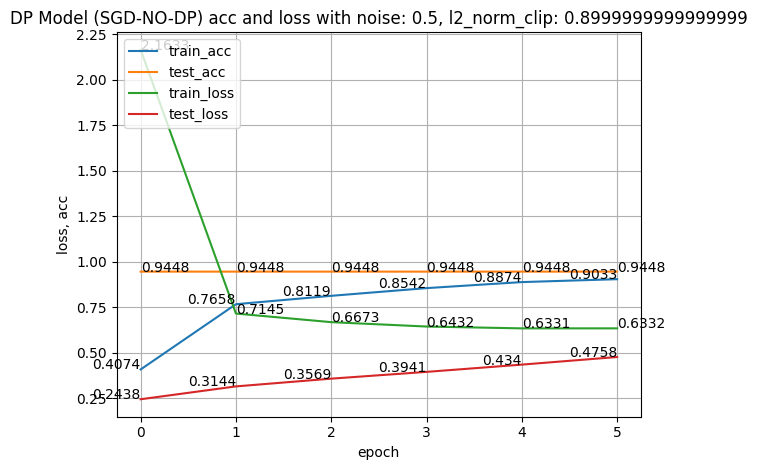 DP Model (SGD-NO-DP) acc and loss with noise: 0.5, l2_norm_clip: 0.8999999999999999
2.25
2.1633
train_acc
test_acc
train_loss
test_loss
2.00
1.75
1.50
1.25
1.00
0.75
0.50
0.25
loss, acc
0.9448 0.9448 0.9448 0.9448 0.9448 0.9448
0.4074 0.7658 0.8119 0.8542 0.8874 0.9033
0.7145 0.6673 0.6432 0.6331 0.6332
0.2438 0.3144 0.3569 0.3941 0.434 0.4758
0 1 2 3 4 5
epoch